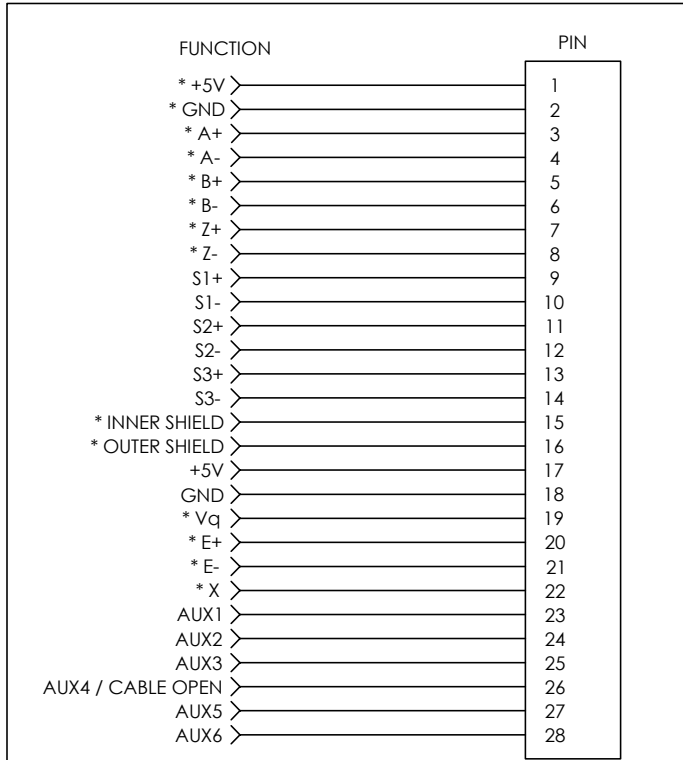 FUNCTION PIN
* +5V 1
* GND 2
* A+ 3
* A- 4
* B+ 5
* B- 6
* Z+ 7
* Z- 8
S1+ 9
S1- 10
S2+ 11
S2- 12
S3+ 13
S3- 14
* INNER SHIELD 15
* OUTER SHIELD 16
+5V 17
GND 18
* Vq 19
* E+ 20
* E- 21
* X 22
AUX1 23
AUX2 24
AUX3 25
AUX4 / CABLE OPEN 26
AUX5 27
AUX6 28